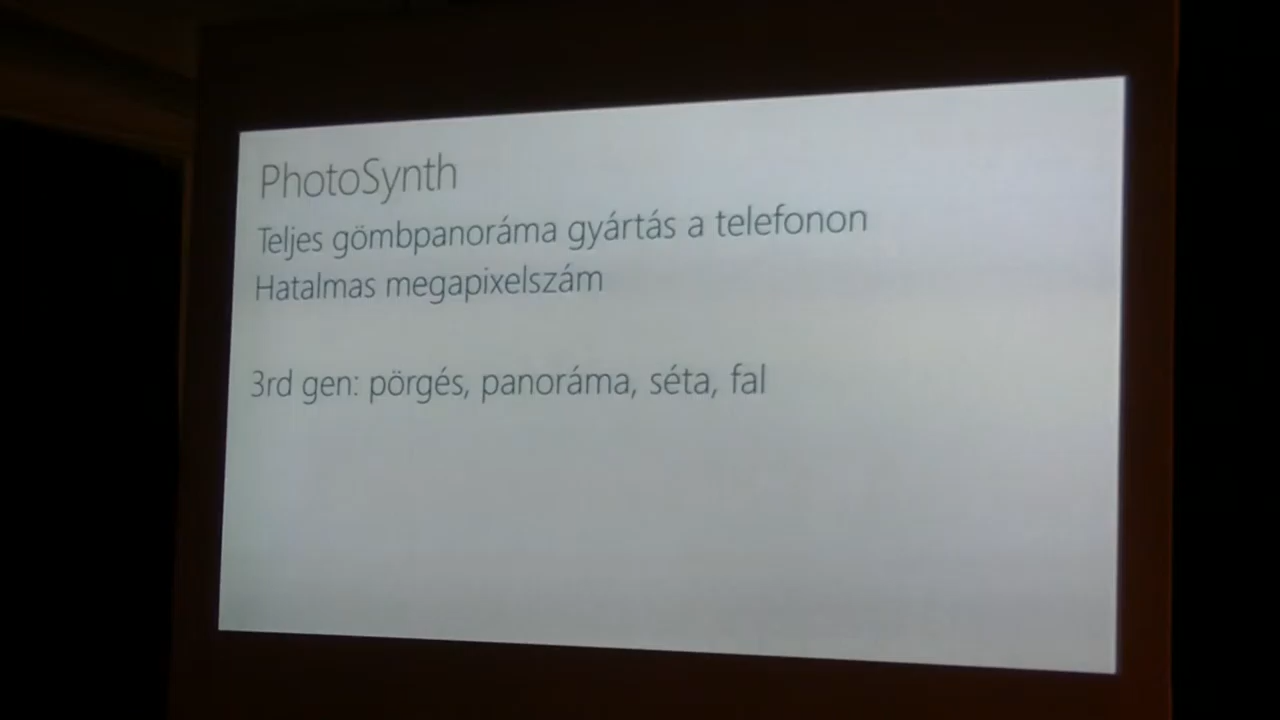 PhotoSynth
Teljes gömbpanoráma gyártás a telefonon
Hatalmas megapixelszám
3rd gen: pörgés, panoráma, séta, fal